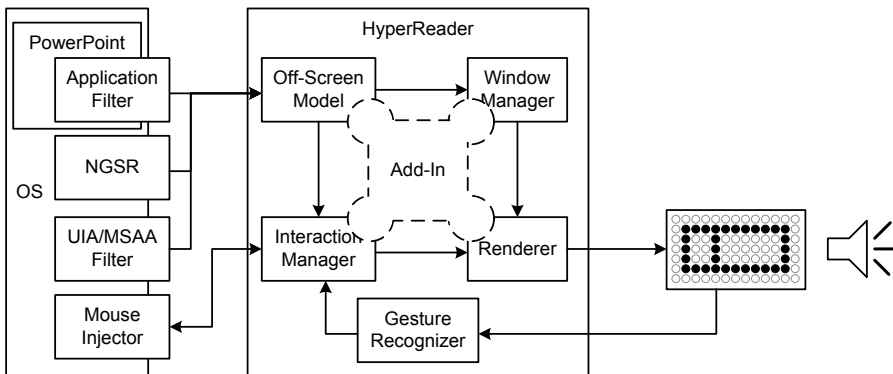 HyperReader
PowerPoint
Application
Filter
Off-Screen
Model
Window
Manager
NGSR
OS
Add-In
UIA/MSAA
Filter
Interaction
Manager
Renderer
Mouse
Injector
Gesture
Recognizer